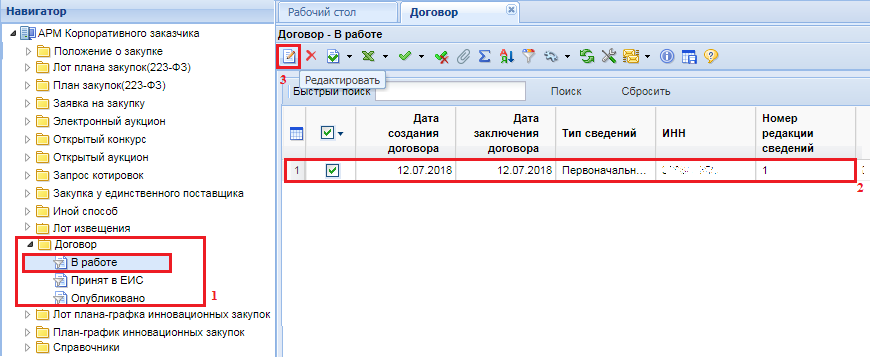 Навигатор
АРМ Корпоративного заказчика
Положение о закупке
Лот плана закупок(223-ФЗ)
План закупок(223-ФЗ)
Заявка на закупку
Электронный аукцион
Открытый конкурс
Открытый аукцион
Запрос котировок
Закупка у единственного поставщика
Иной способ
Лот извещения
Договор
В работе
Принят в ЕИС
Опубликовано
1
Лот плана-графка инновационных закупок
План-график инновационных закупок
Справочники
Рабочий стол
Договор
Договор - В работе
3
Редактировать
Быстрый поиск
Поиск
Сбросить
Дата создания договора
Дата заключения договора
Тип сведений
ИНН
Номер редакции сведений
1
12.07.2018
12.07.2018
Первоначальн...
1
2